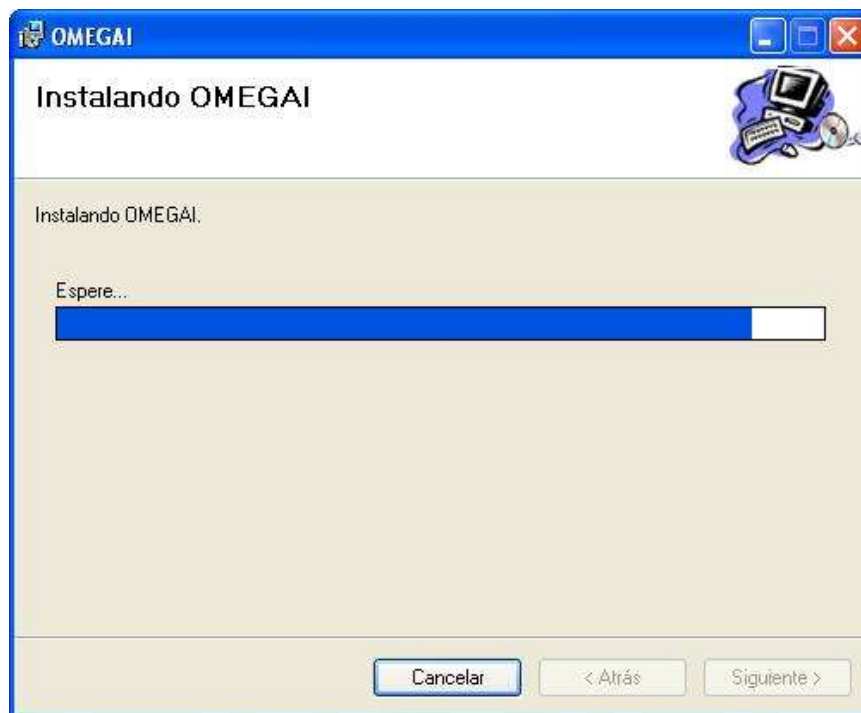 OMEGAI
Instalando OMEGAI
Instalando OMEGAI.
Espere...
Cancelar
< Atrás
Siguiente >